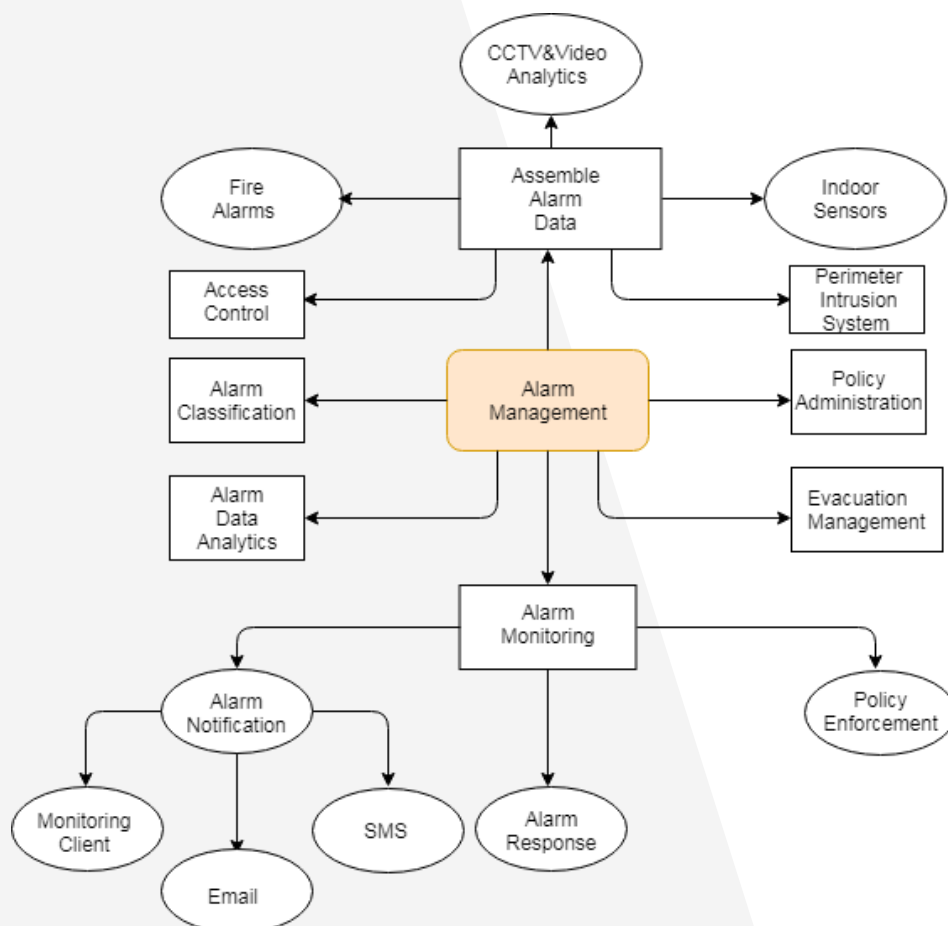 CCTV&Video
Analytics
Fire
Alarms
Assemble
Alarm
Data
Indoor
Sensors
Access
Control
Perimeter
Intrusion
System
Alarm
Classification
Alarm
Management
Policy
Administration
Alarm
Data
Analytics
Evacuation
Management
Alarm
Monitoring
Alarm
Notification
Policy
Enforcement
Monitoring
Client
SMS
Alarm
Response
Email